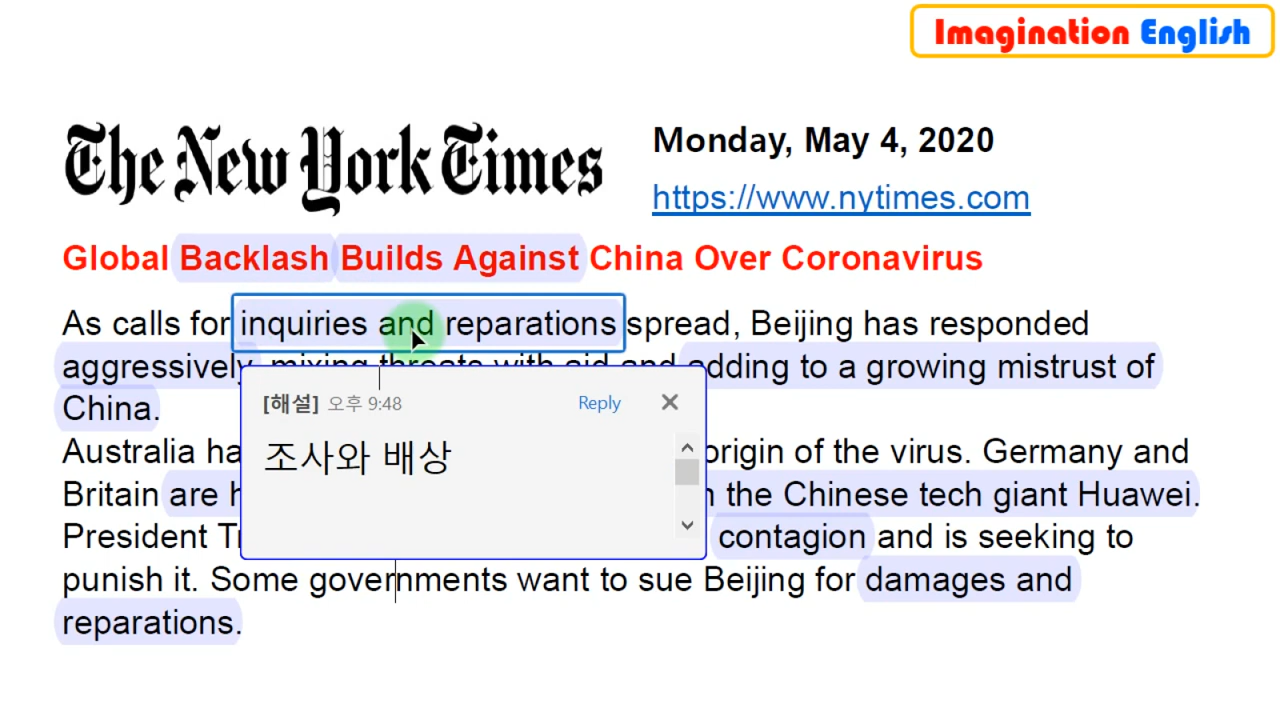 Imagination English
The New York Times
Monday, May 4, 2020
https://www.nytimes.com
Global Backlash Builds Against China Over Coronavirus
As calls for inquiries and reparations spread, Beijing has responded
aggressively, mixing threats with aid and adding to a growing mistrust of
China.
[해설] 오후 9:48 Reply
조사와 배상
Australia origin of the virus. Germany and
Britain are the Chinese tech giant Huawei.
President contagion and is seeking to
punish it. Some governments want to sue Beijing for damages and
reparations.